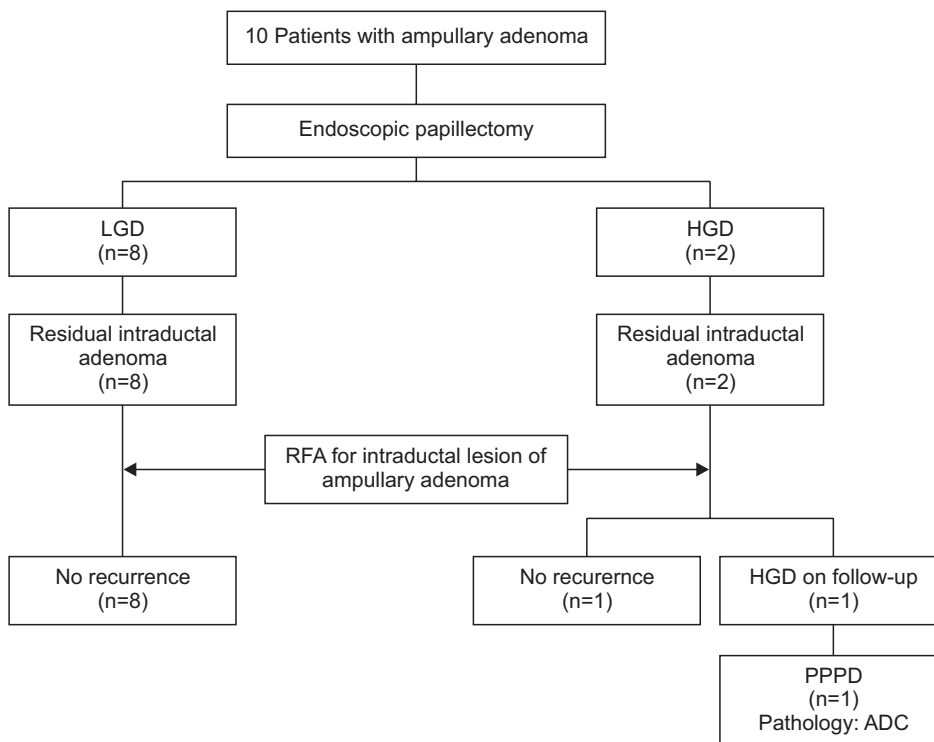 10 Patients with ampullary adenoma
Endoscopic papillectomy
LGD
(n=8)
HGD
(n=2)
Residual intraductal
adenoma
(n=8)
Residual intraductal
adenoma
(n=2)
RFA for intraductal lesion of
ampullary adenoma
No recurrence
(n=8)
No recurernce
(n=1)
HGD on follow-up
(n=1)
PPPD
(n=1)
Pathology: ADC